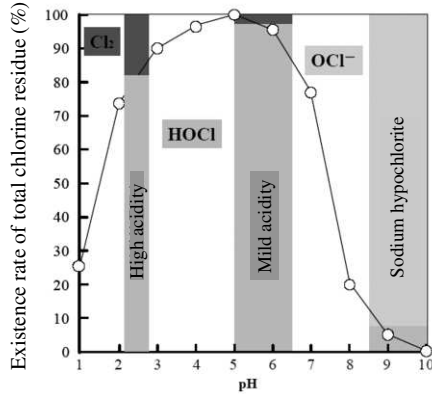 Existence rate of total chlorine residue (%)
100
90
80
70
60
50
40
30
20
10
0
Cl₂
HOCl
OCl⁻
High acidity
Mild acidity
Sodium hypochlorite
1 2 3 4 5 6 7 8 9 10
pH